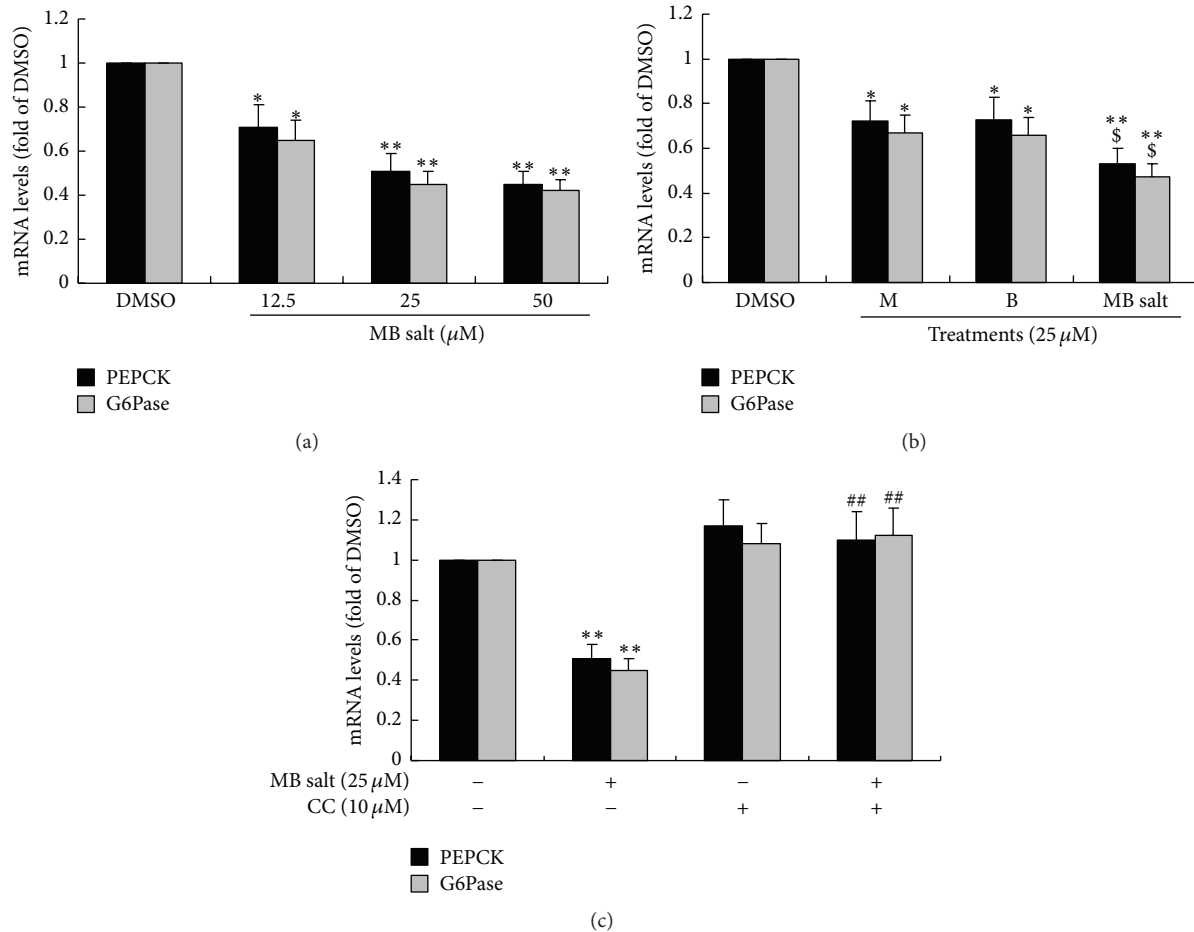 mRNA levels (fold of DMSO)
1.2
1
0.8
0.6
0.4
0.2
0
* *
** **
** **
DMSO 12.5 25 50
MB salt (μM)
PEPCK
G6Pase
(a)
mRNA levels (fold of DMSO)
1.2
1
0.8
0.6
0.4
0.2
0
* *
* *
** **
$ $
DMSO M B MB salt
Treatments (25 μM)
PEPCK
G6Pase
(b)
mRNA levels (fold of DMSO)
1.4
1.2
1
0.8
0.6
0.4
0.2
0
** **
## ##
MB salt (25 μM) − + − +
CC (10 μM) − − + +
PEPCK
G6Pase
(c)